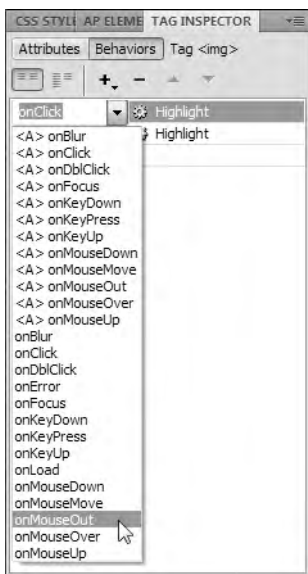 CSS STYLE AP ELEME TAG INSPECTOR
Attributes Behaviors Tag <img>
onClick Highlight
<A> onBlur Highlight
<A> onClick
<A> onDblClick
<A> onFocus
<A> onKeyDown
<A> onKeyPress
<A> onKeyUp
<A> onMouseDown
<A> onMouseMove
<A> onMouseOut
<A> onMouseOver
<A> onMouseUp
onBlur
onClick
onDblClick
onError
onFocus
onKeyDown
onKeyPress
onKeyUp
onLoad
onMouseDown
onMouseMove
onMouseOut
onMouseOver
onMouseUp